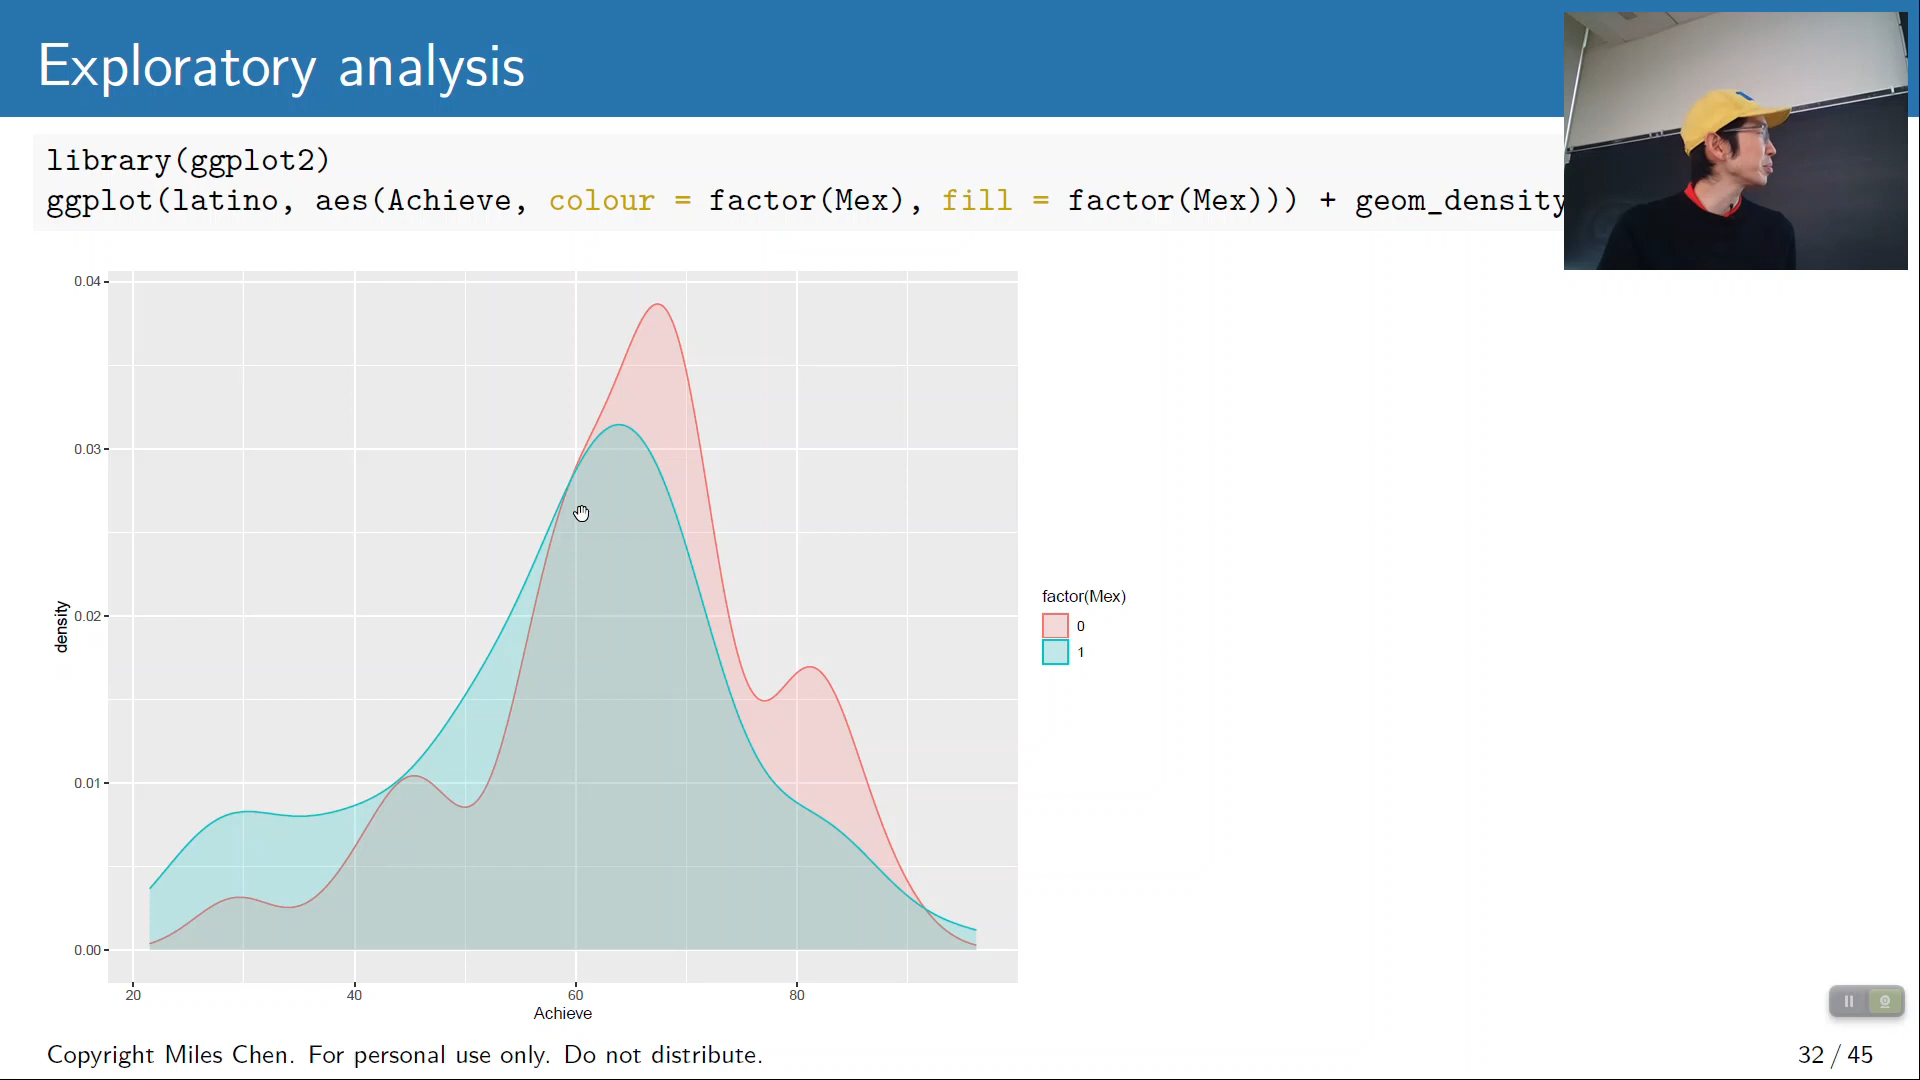 Exploratory analysis
library(ggplot2)
ggplot(latino, aes(Achieve, colour = factor(Mex), fill = factor(Mex))) + geom_density
0.04
0.03
0.02
0.01
0.00
density
20 40 60 80
Achieve
factor(Mex)
0
1
Copyright Miles Chen. For personal use only. Do not distribute.
32 / 45